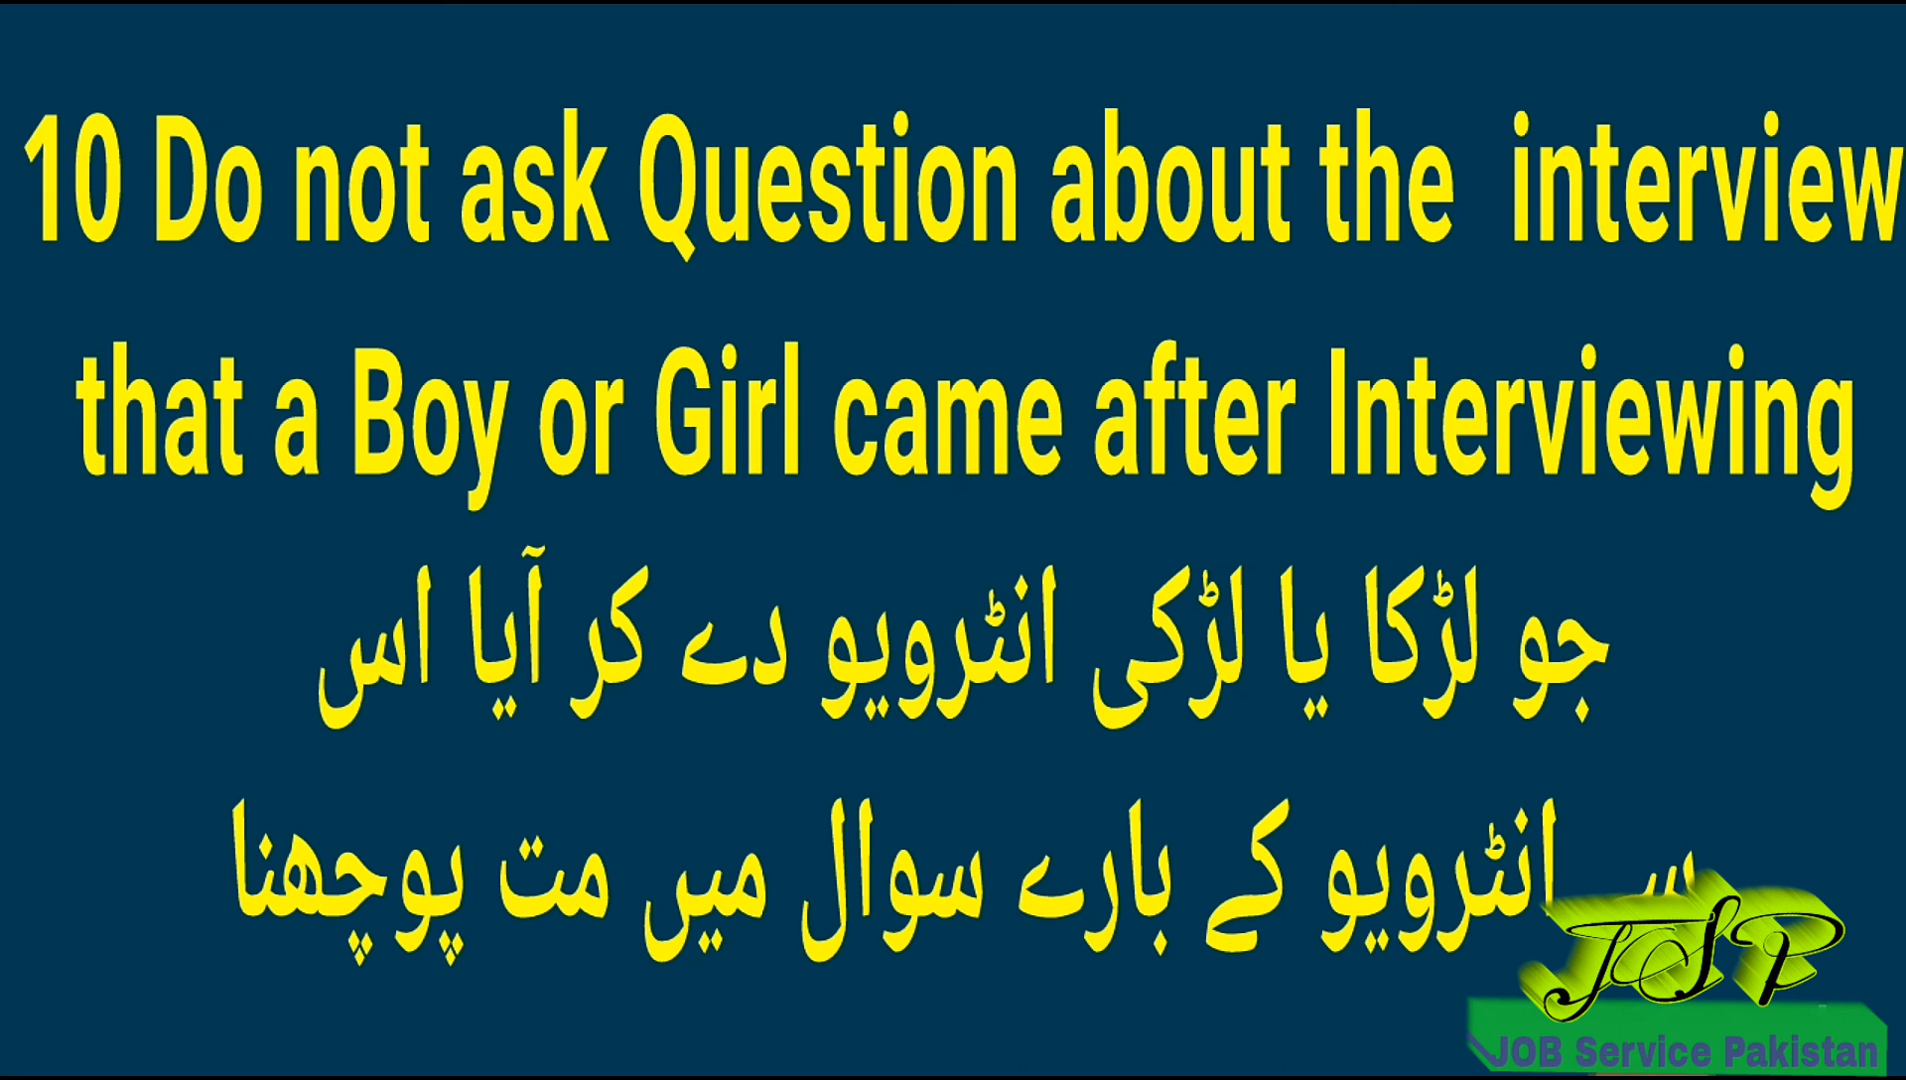 10 Do not ask Question about the interview
that a Boy or Girl came after Interviewing
جو لڑکا یا لڑکی انٹرویو دے کر آیا اس
سے انٹرویو کے بارے سوال میں مت پوچھنا
JSP
JOB Service Pakistan